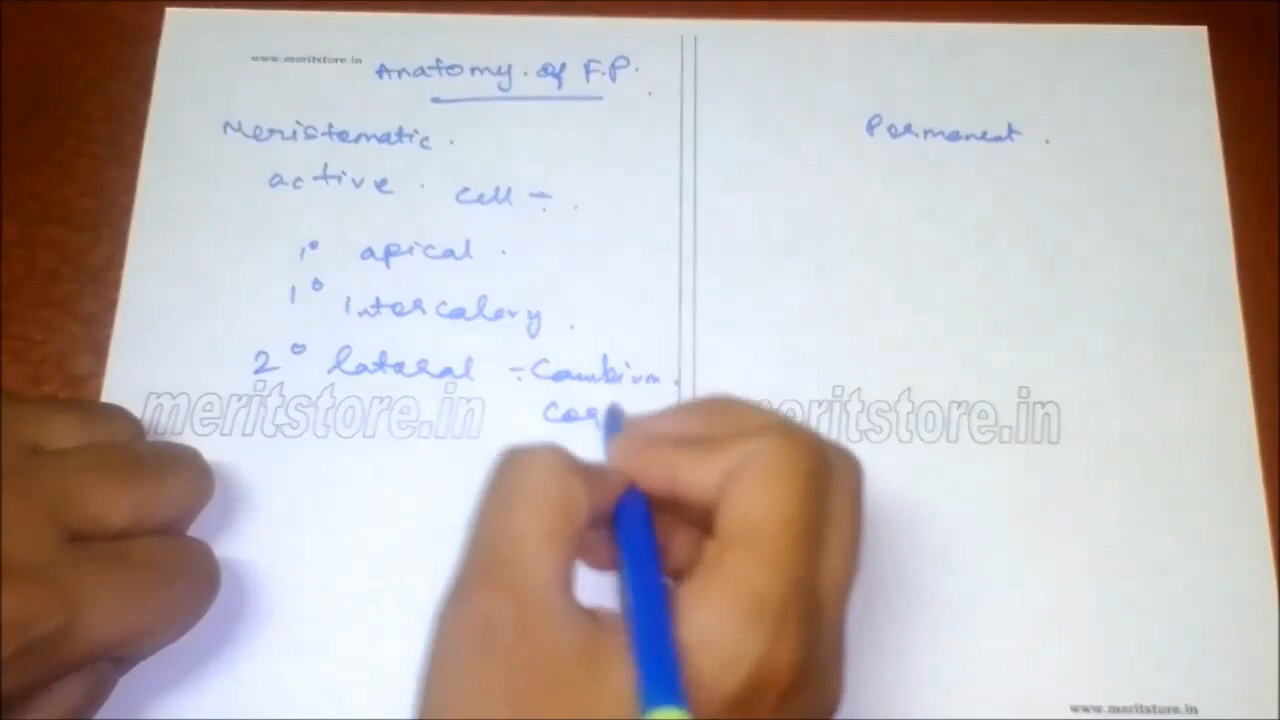 www.meritstore.in
Anatomy of F.P.
Meristematic.
active. cell ÷.
1° apical.
1° Intercalery.
2° lateral ÷ Cambium.
meritstore.in
Permanent.
meritstore.in
www.meritstore.in